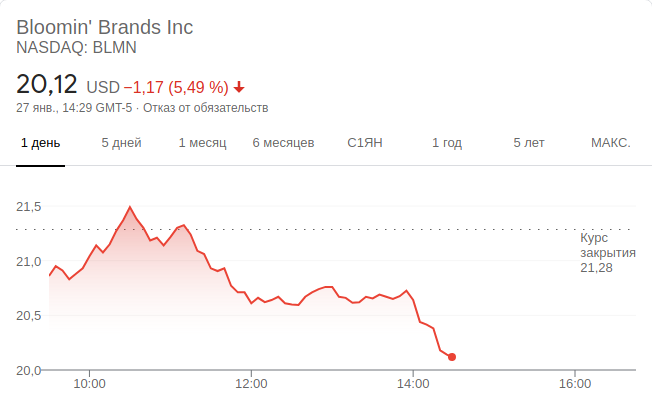 Bloomin' Brands Inc
NASDAQ: BLMN
20,12 USD −1,17 (5,49 %)
27 янв., 14:29 GMT-5 · Отказ от обязательств
1 день 5 дней 1 месяц 6 месяцев С1ЯН 1 год 5 лет МАКС.
21,5
Курс
закрытия
21,28
21,0
20,5
20,0
10:00 12:00 14:00 16:00